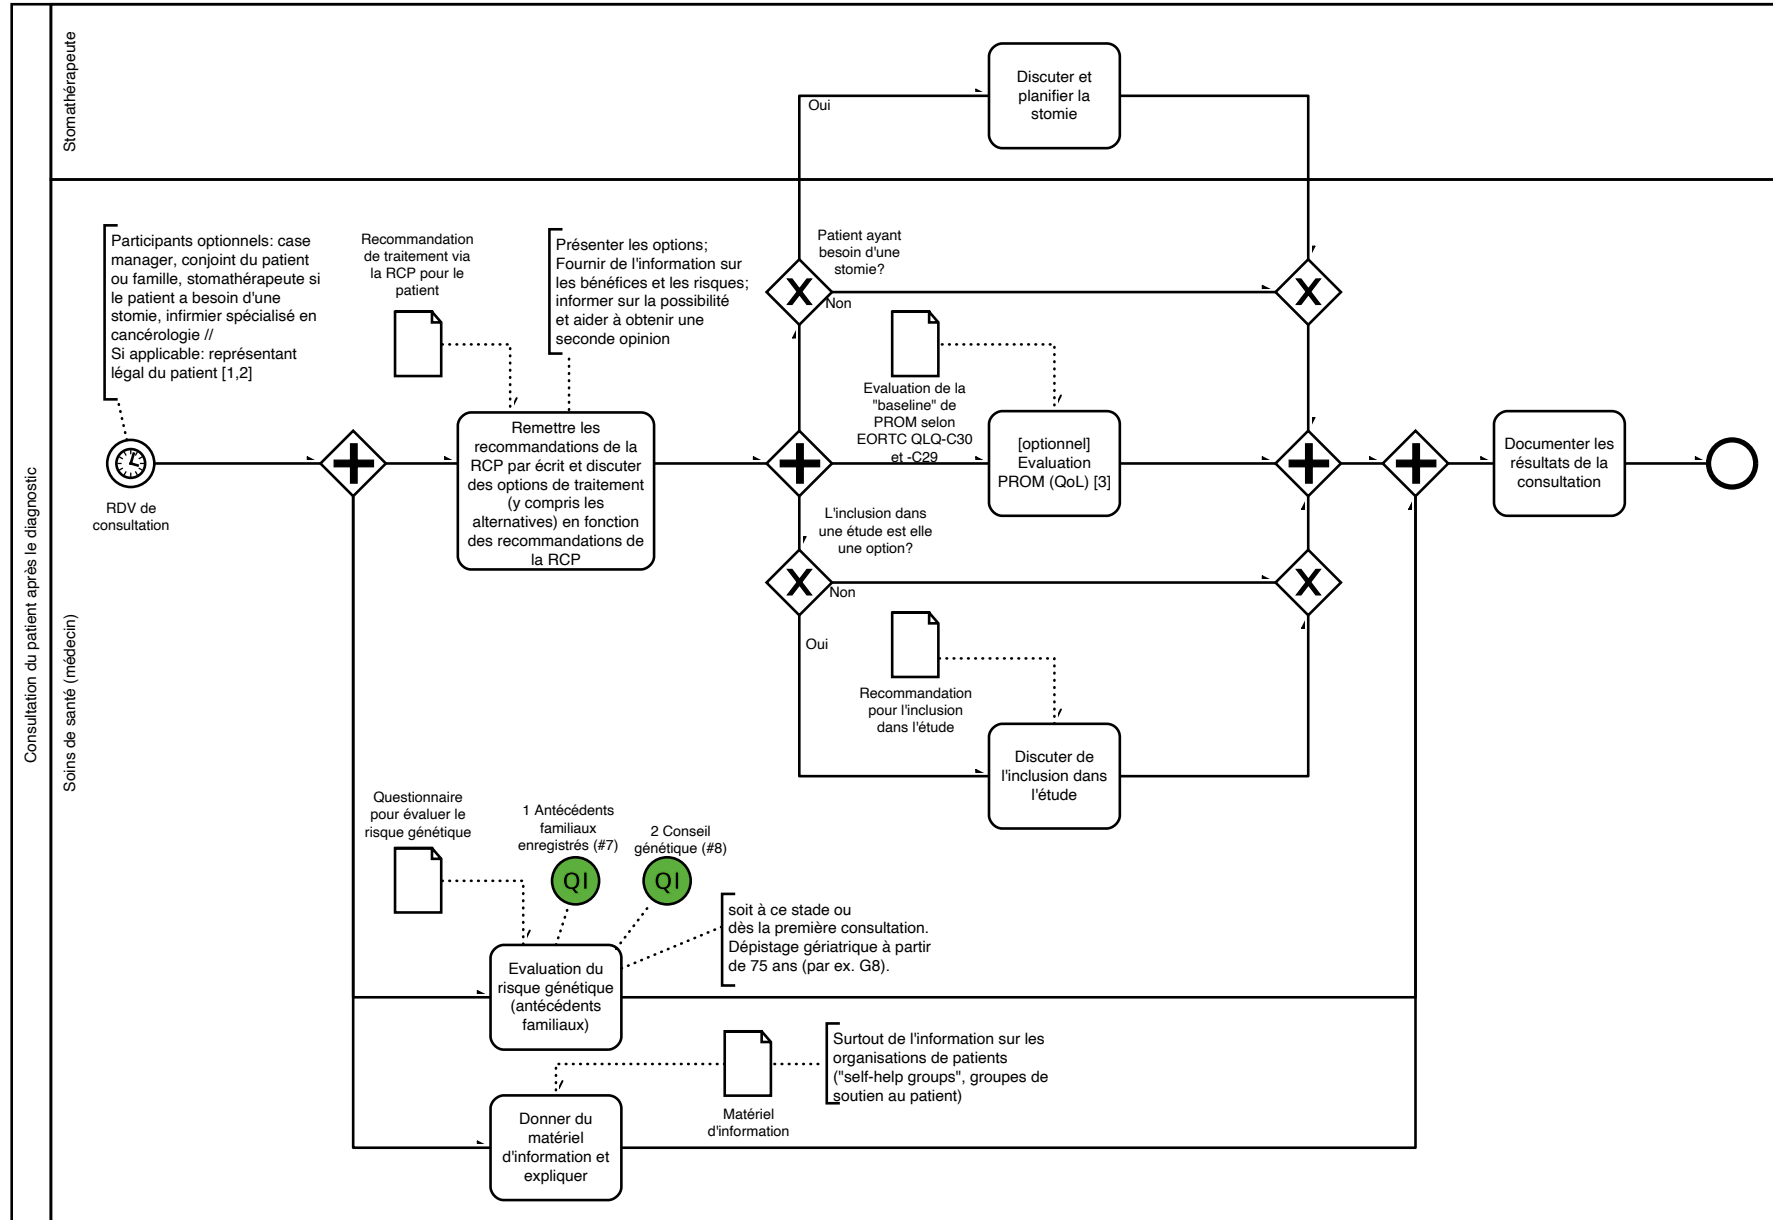 Consultation du patient après le diagnostic
Stomathérapeute
Soins de santé (médecin)
Discuter et
planifier la
stomie
Oui
Participants optionnels: case
manager, conjoint du patient
ou famille, stomathérapeute si
le patient a besoin d'une
stomie, infirmier spécialisé en
cancérologie //
Si applicable: représentant
légal du patient [1,2]
Recommandation
de traitement via
la RCP pour le
patient
Présenter les options;
Fournir de l'information sur
les bénéfices et les risques;
informer sur la possibilité
et aider à obtenir une
seconde opinion
Patient ayant
besoin d'une
stomie?
Non
RDV de
consultation
Remettre les
recommandations de la
RCP par écrit et discuter
des options de traitement
(y compris les
alternatives) en fonction
des recommandations de
la RCP
Evaluation de la
"baseline" de
PROM selon
EORTC QLQ-C30
et -C29
[optionnel]
Evaluation
PROM (QoL) [3]
Documenter les
résultats de la
consultation
L'inclusion dans
une étude est elle
une option?
Non
Oui
Recommandation
pour l'inclusion
dans l'étude
Discuter de
l'inclusion dans
l'étude
Questionnaire
pour évaluer le
risque génétique
1 Antécédents
familiaux
enregistrés (#7)
QI
2 Conseil
génétique (#8)
QI
soit à ce stade ou
dès la première consultation.
Dépistage gériatrique à partir
de 75 ans (par ex. G8).
Evaluation du
risque génétique
(antécédents
familiaux)
Matériel
d'information
Surtout de l'information sur les
organisations de patients
("self-help groups", groupes de
soutien au patient)
Donner du
matériel
d'information et
expliquer